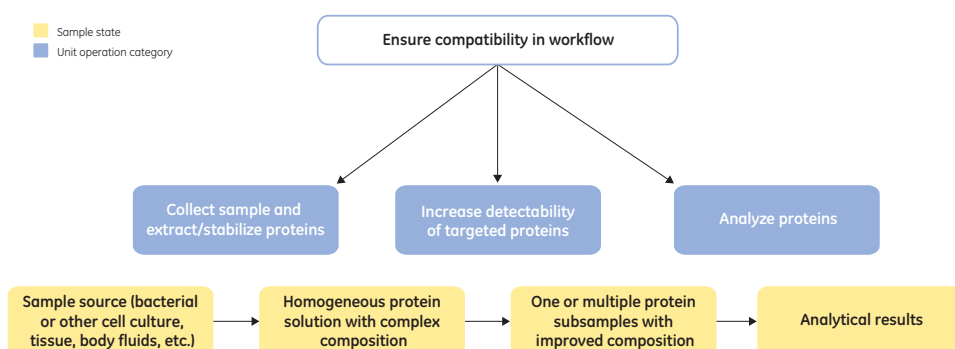 Sample state
Unit operation category
Ensure compatibility in workflow
Collect sample and
extract/stabilize proteins
Increase detectability
of targeted proteins
Analyze proteins
Sample source (bacterial
or other cell culture,
tissue, body fluids, etc.)
Homogeneous protein
solution with complex
composition
One or multiple protein
subsamples with
improved composition
Analytical results